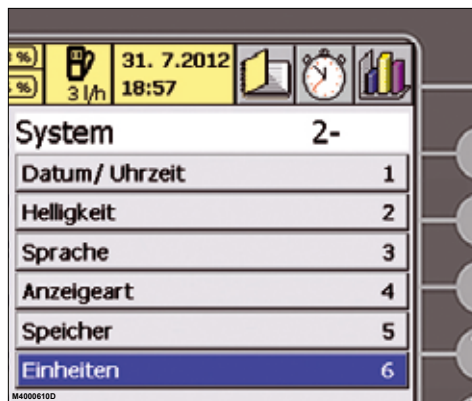 %) 31. 7.2012
%) 3 l/h 18:57
System 2-
Datum/ Uhrzeit 1
Helligkeit 2
Sprache 3
Anzeigeart 4
Speicher 5
Einheiten 6
M4000610D